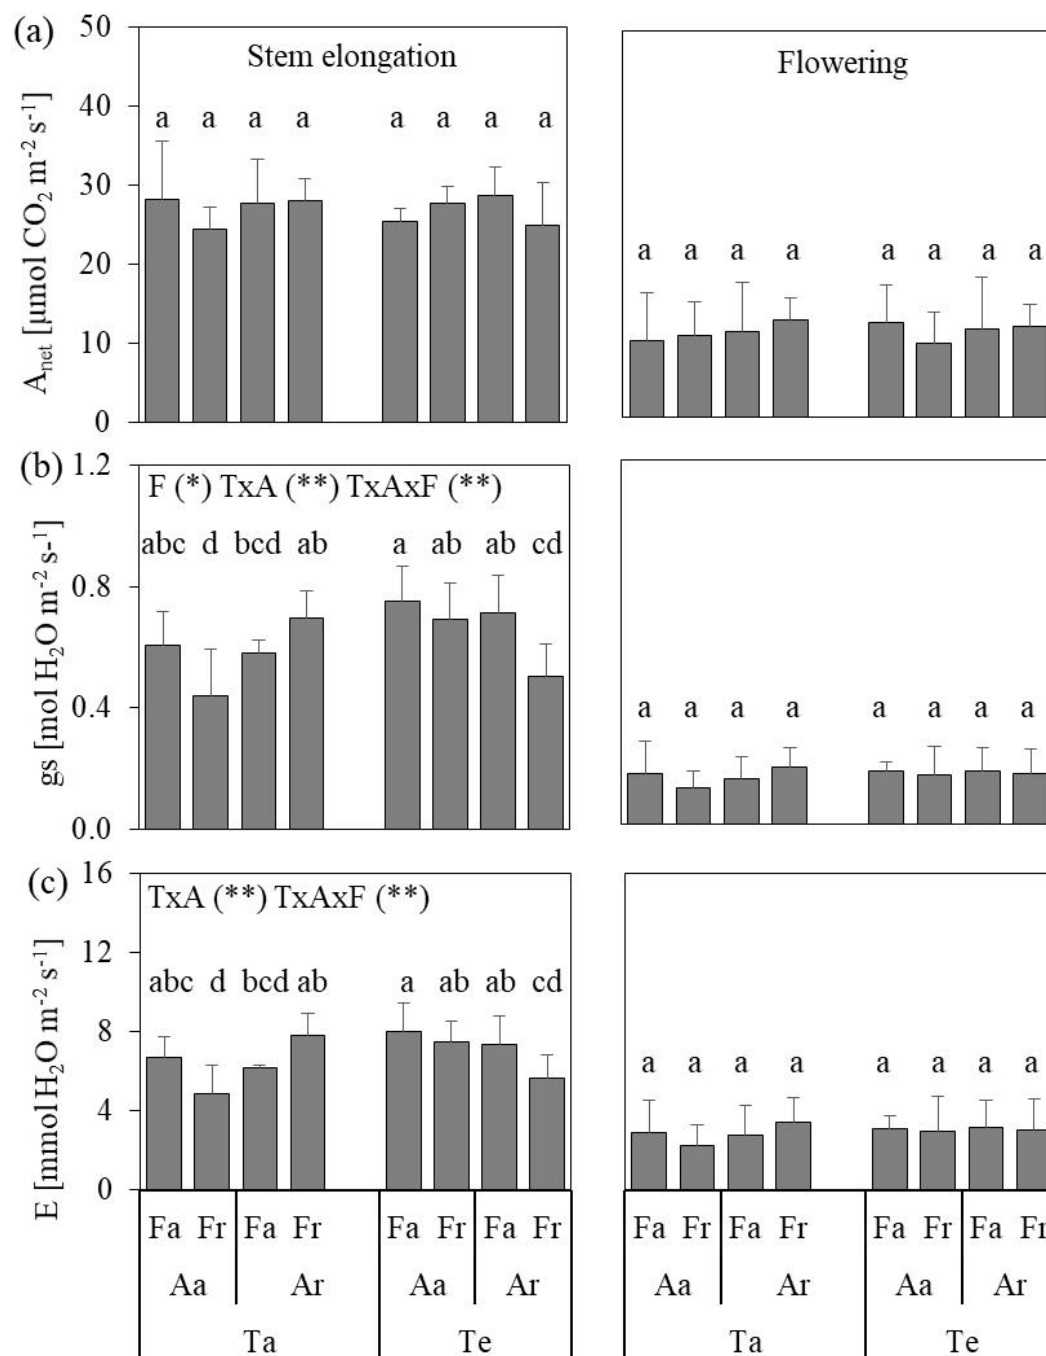 (a)
50
40
30
20
10
0
A_net [µmol CO₂ m⁻² s⁻¹]
Stem elongation
a a a a a a a a
Flowering
a a a a a a a a
(b)
1.2
0.8
0.4
0.0
gs [mol H₂O m⁻² s-¹]
F (*) TxA (**) TxAxF (**)
abc d bcd ab a ab ab cd
a a a a a a a a
(c)
16
12
8
4
0
E [mmol H₂O m⁻² s⁻¹]
TxA (**) TxAxF (**)
abc d bcd ab a ab ab cd
a a a a a a a a
Fa Fr Fa Fr Fa Fr Fa Fr
Aa Ar Aa Ar
Ta Te
Fa Fr Fa Fr Fa Fr Fa Fr
Aa Ar Aa Ar
Ta Te